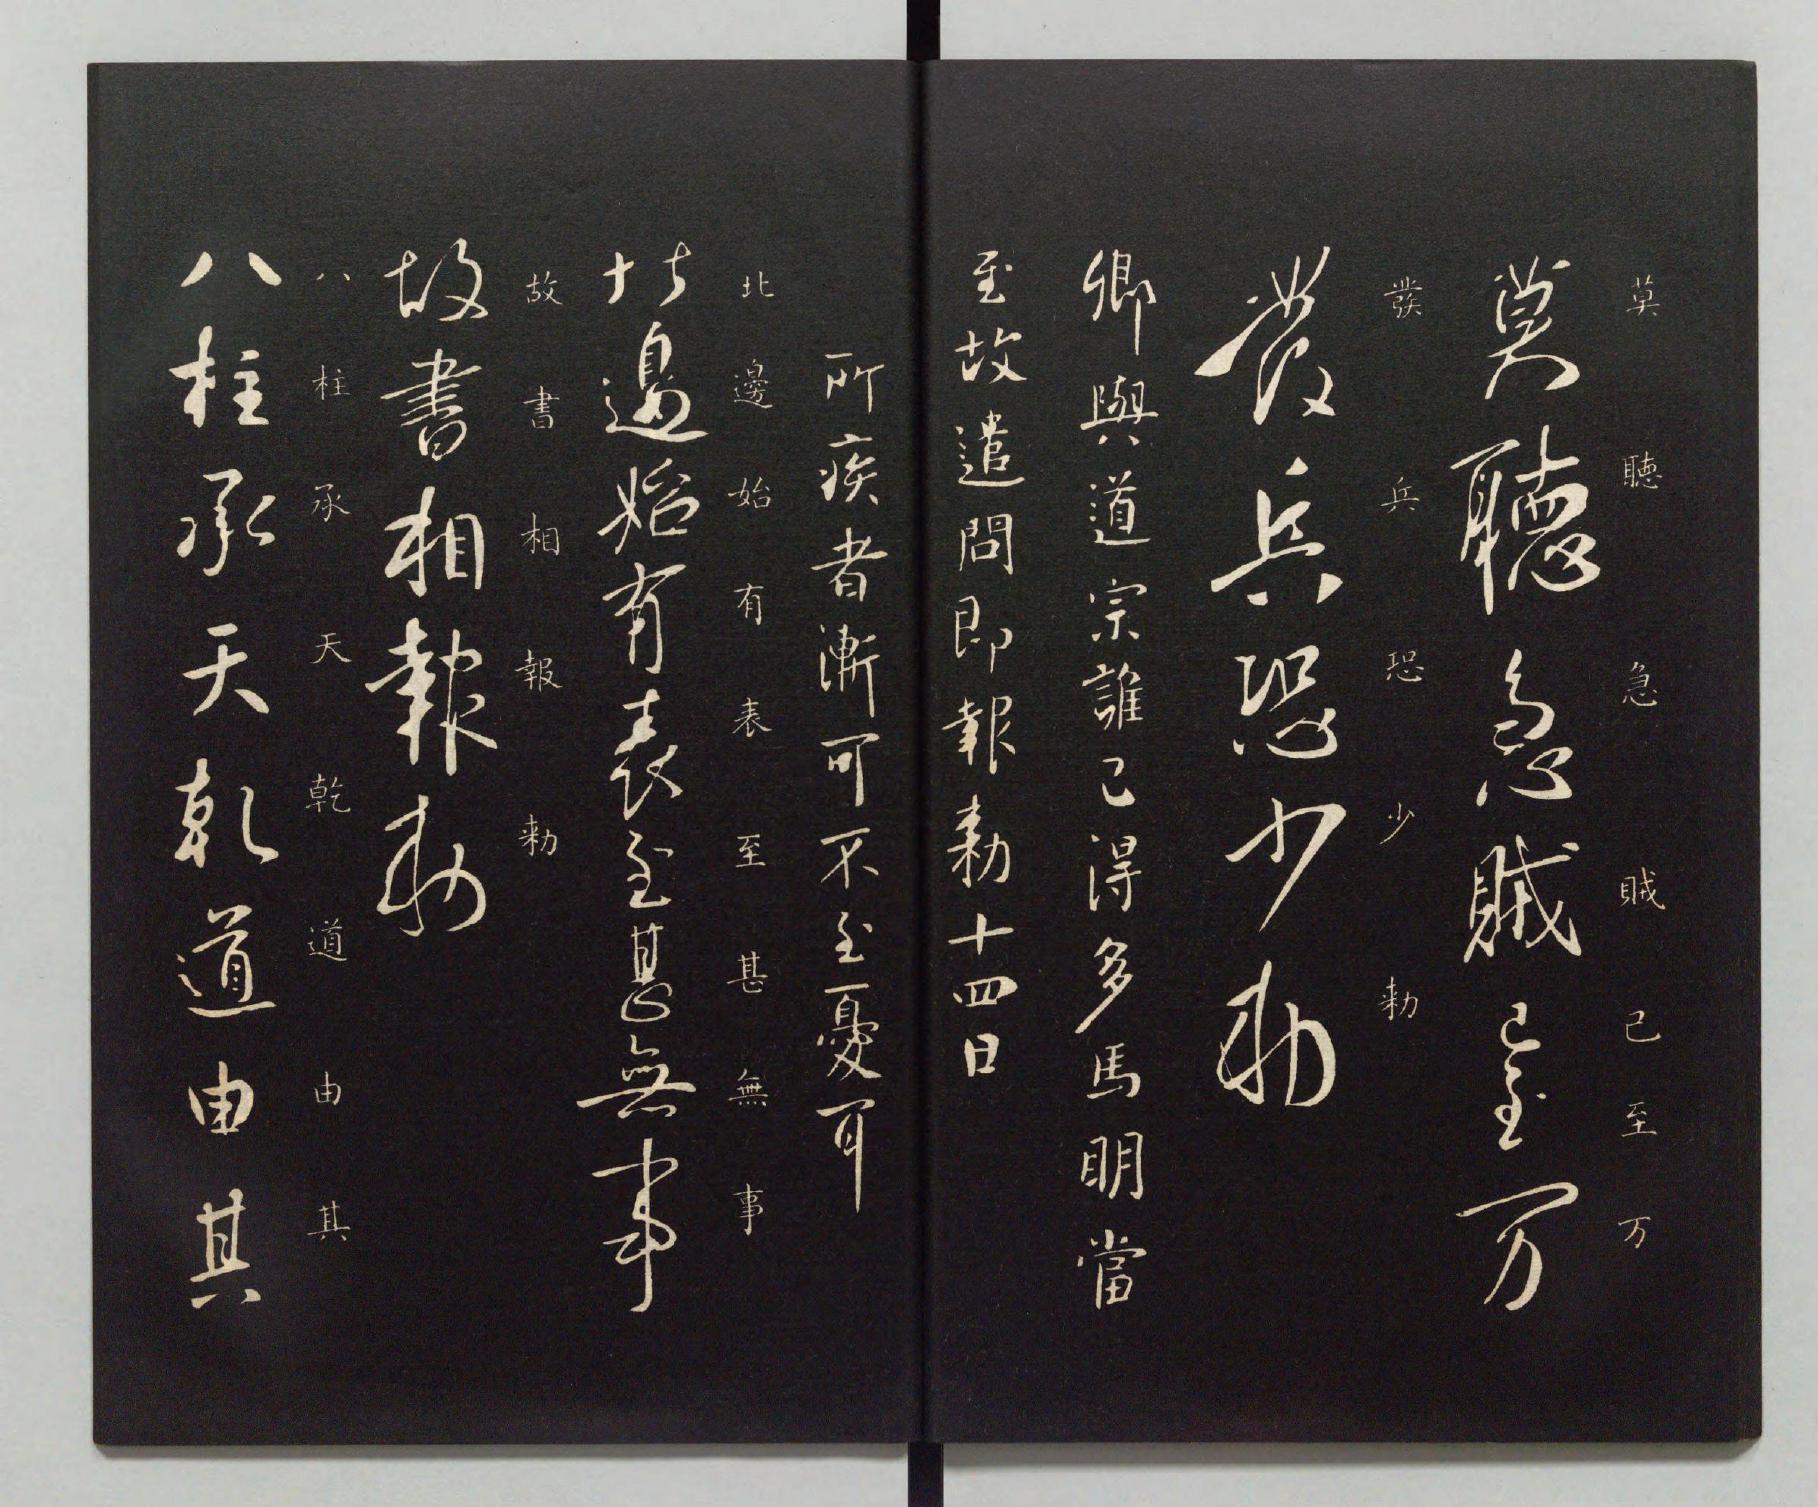 莫聽急賊已至万
莫聽急賊已至万
發兵恐少勅
發兵恐少勅
卿與道宗誰已得多馬明當
至故遣問即報勅十四日
所疾者漸可不至憂耳
北邊始有表至甚無事
北邊始有表至甚無事
故書相報勅
故書相報勅
八柱承天乾道由其
八柱承天乾道由其